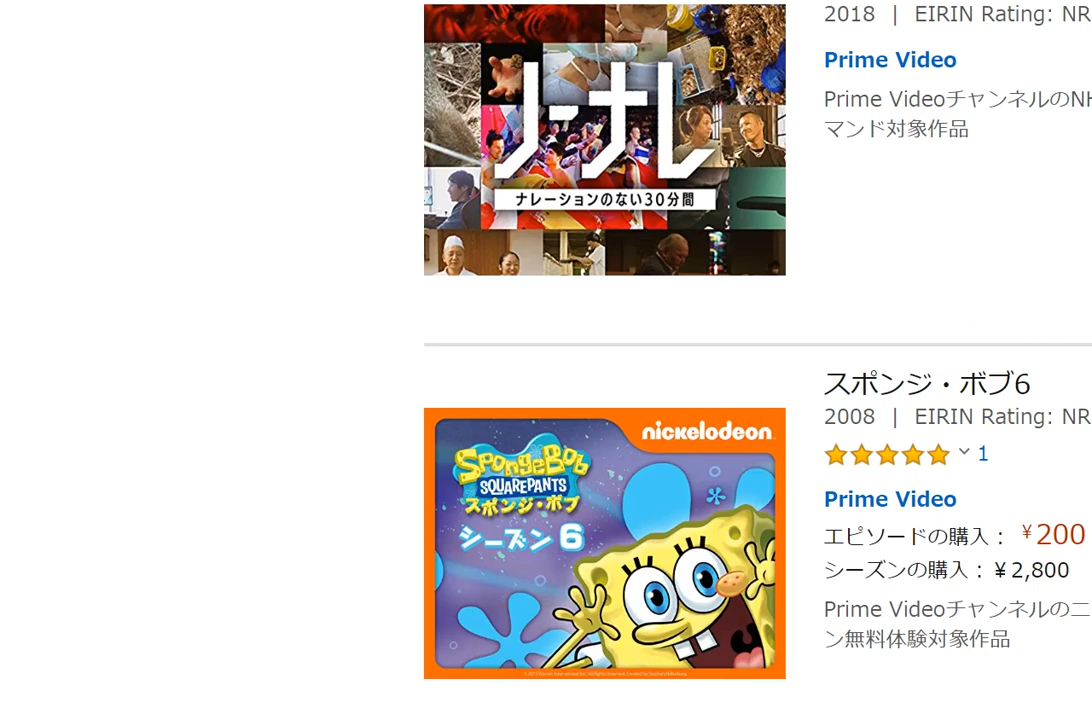 2018 | EIRIN Rating: NR
Prime Video
Prime VideoチャンネルのNH
マンド対象作品
ノーナレ
ナレーションのない30分間
スポンジ・ボブ6
2008 | EIRIN Rating: NR
1
Prime Video
エピソードの購入： ¥200
シーズンの購入：¥2,800
Prime Videoチャンネルのニ
ン無料体験対象作品
nickelodeon
SpongeBob
SQUAREPANTS
スポンジ・ボブ
シーズン 6